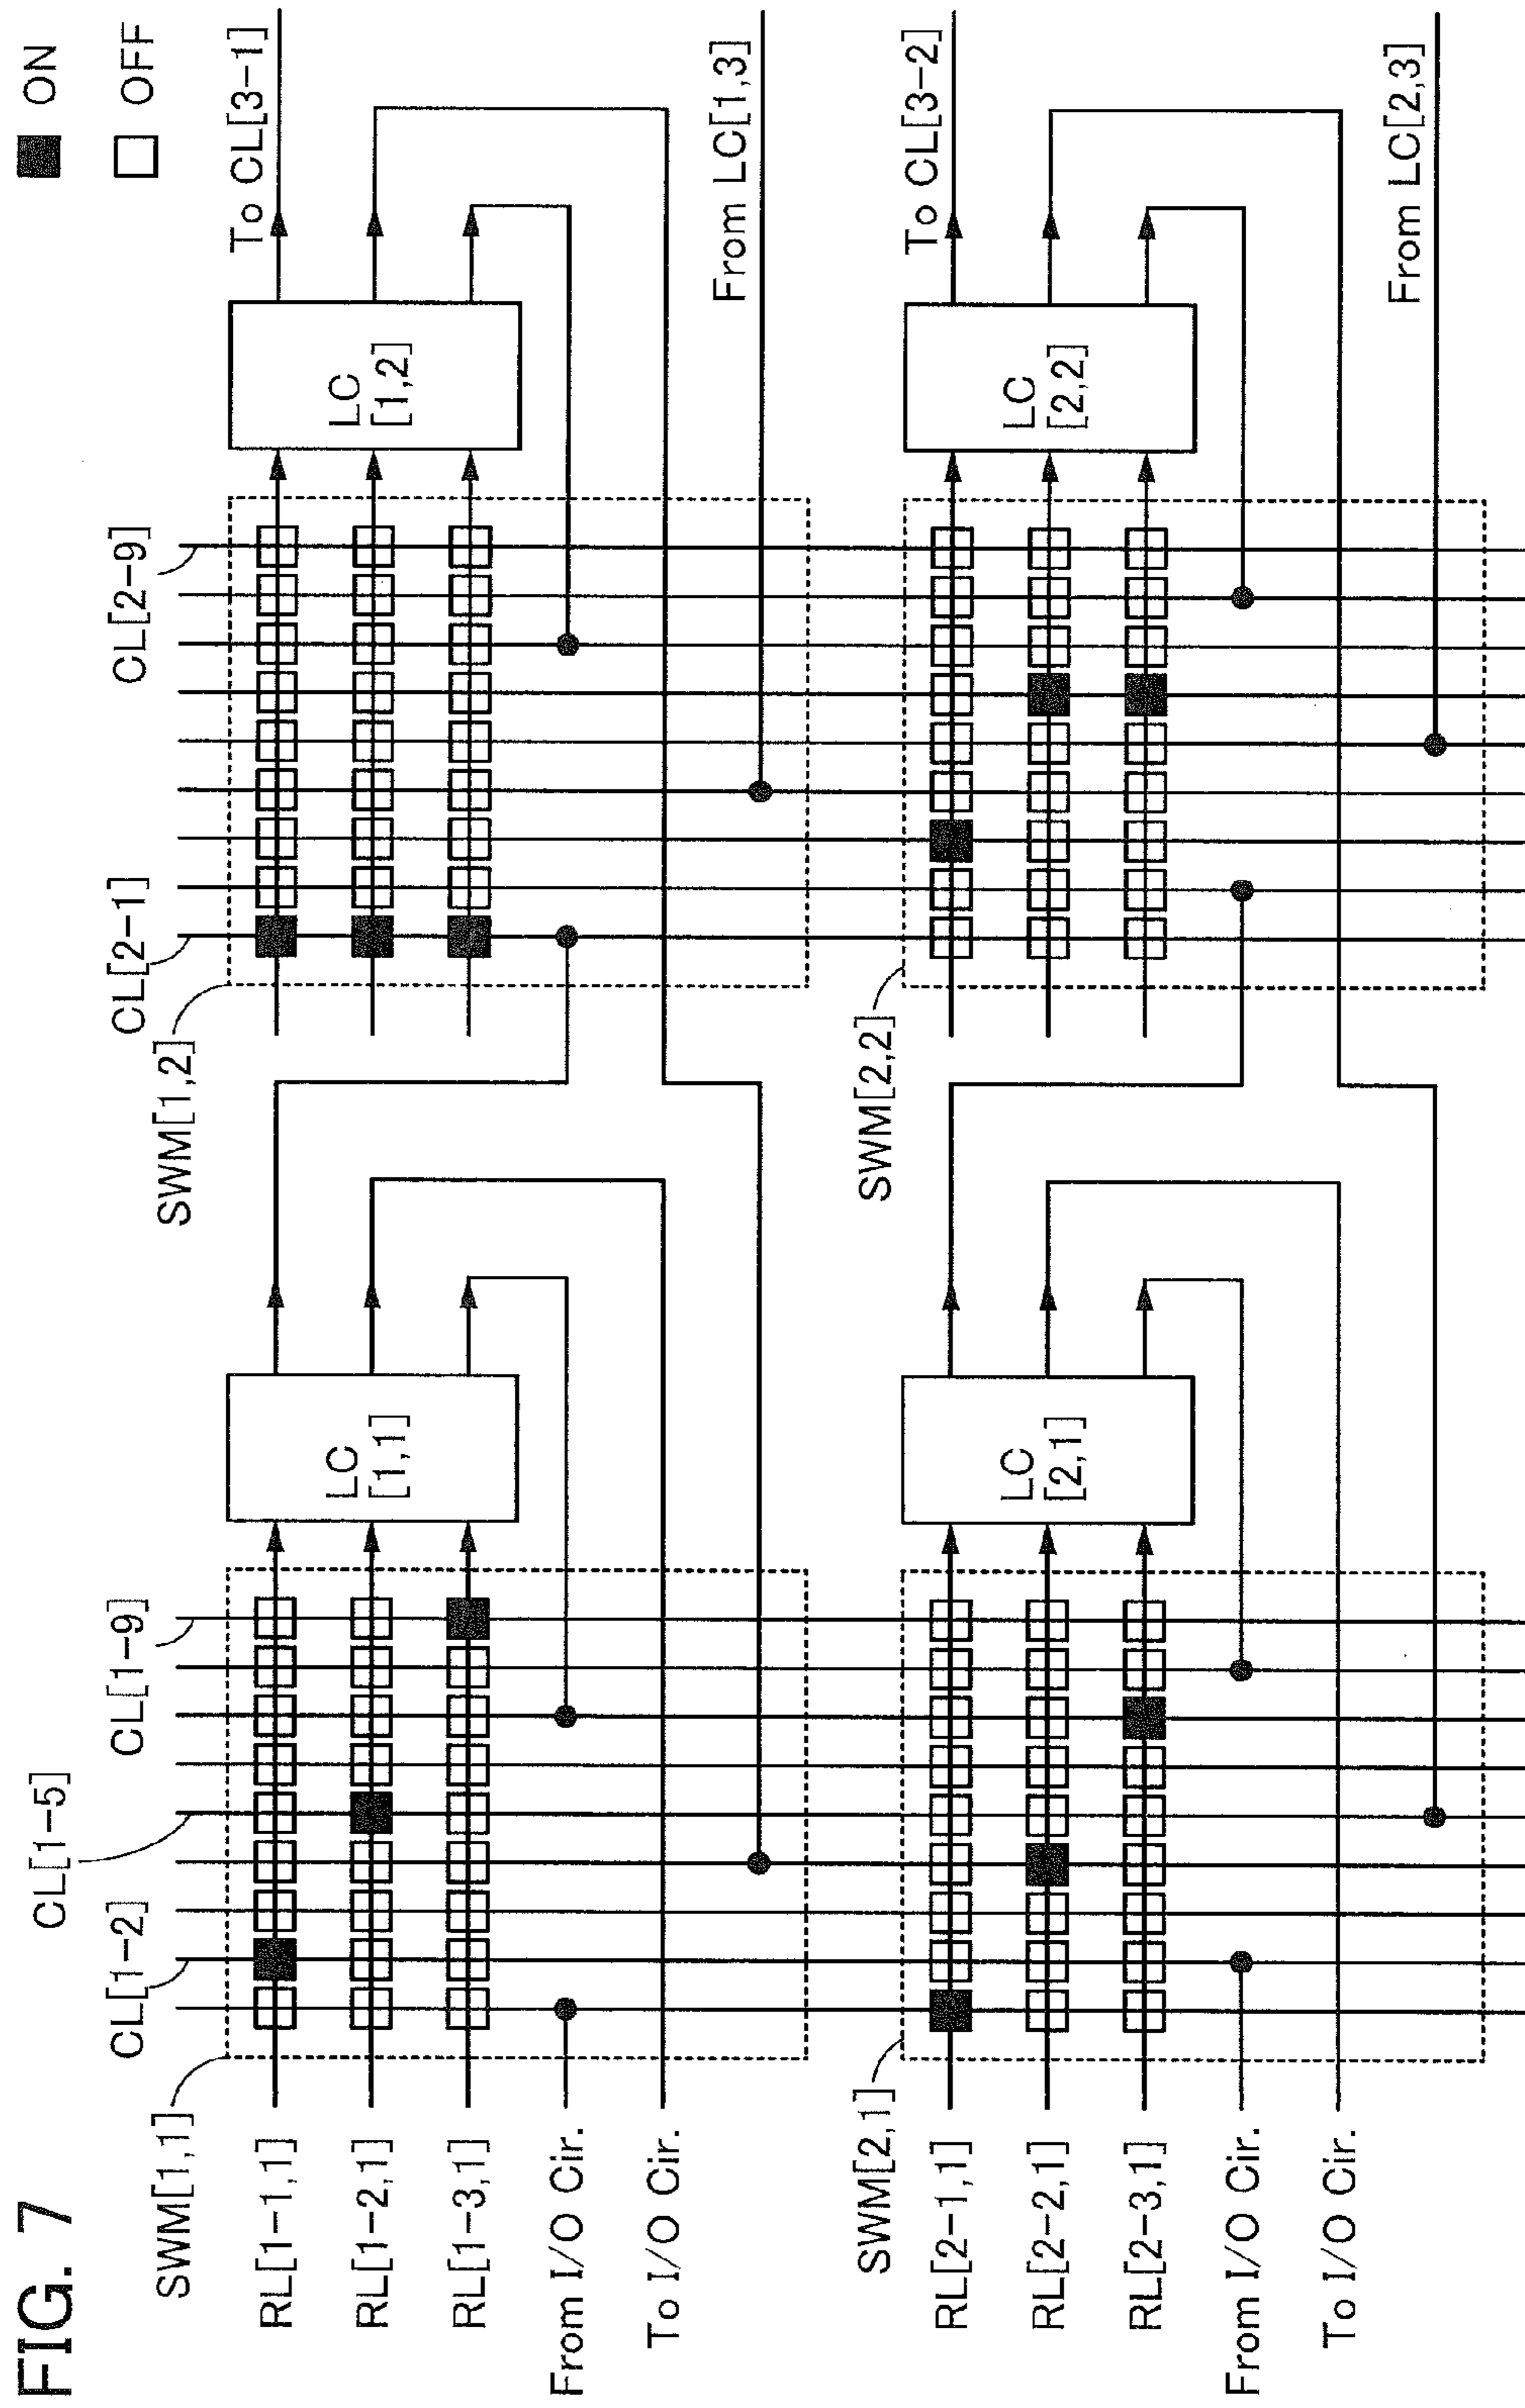 FIG. 7
ON
OFF
CL[1-2]
CL[1-5]
CL[1-9]
CL[2-1]
CL[2-9]
SWM[1,1]
SWM[1,2]
RL[1-1,1]
RL[1-2,1]
RL[1-3,1]
From I/O Cir.
To I/O Cir.
LC
[1,1]
LC
[1,2]
To CL[3-1]
From LC[1,3]
SWM[2,1]
SWM[2,2]
RL[2-1,1]
RL[2-2,1]
RL[2-3,1]
From I/O Cir.
To I/O Cir.
LC
[2,1]
LC
[2,2]
To CL[3-2]
From LC[2,3]